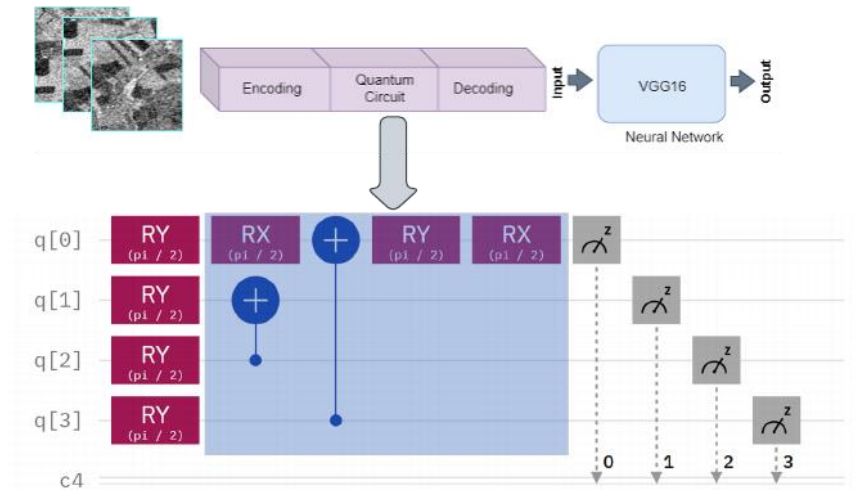 Encoding
Quantum
Circuit
Decoding
Input
VGG16
Output
Neural Network
q[0]
RY
(pi / 2)
RX
(pi / 2)
RY
(pi / 2)
RX
(pi / 2)
z
q[1]
RY
(pi / 2)
z
q[2]
RY
(pi / 2)
z
q[3]
RY
(pi / 2)
z
c4
0
1
2
3